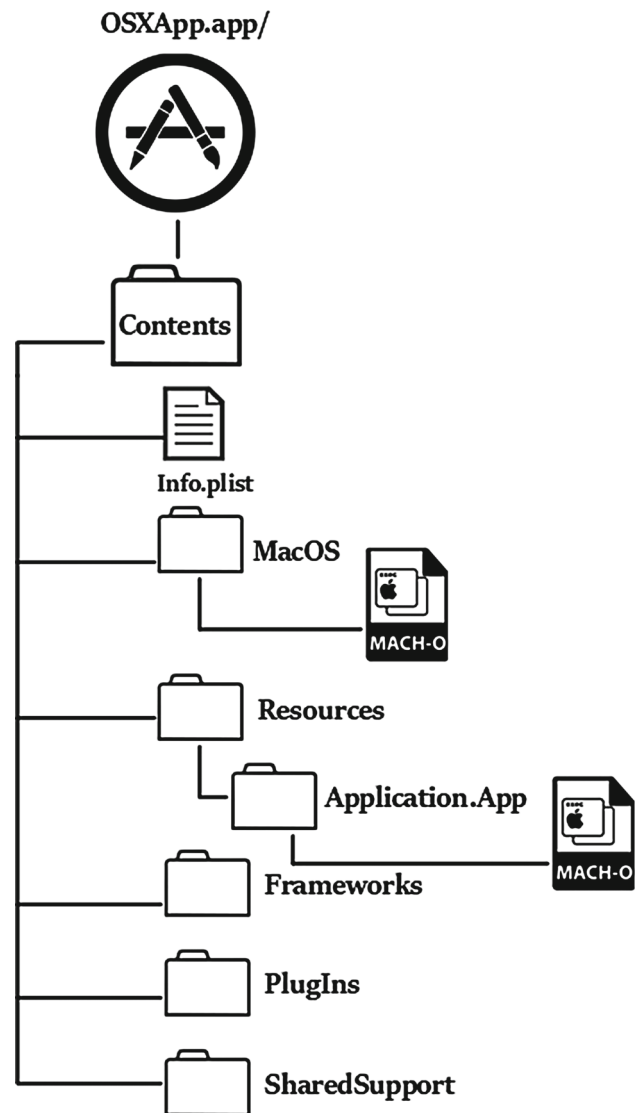 OSXApp.app/
Contents
Info.plist
MacOS
MACH-O
Resources
Application.App
MACH-O
Frameworks
PlugIns
SharedSupport